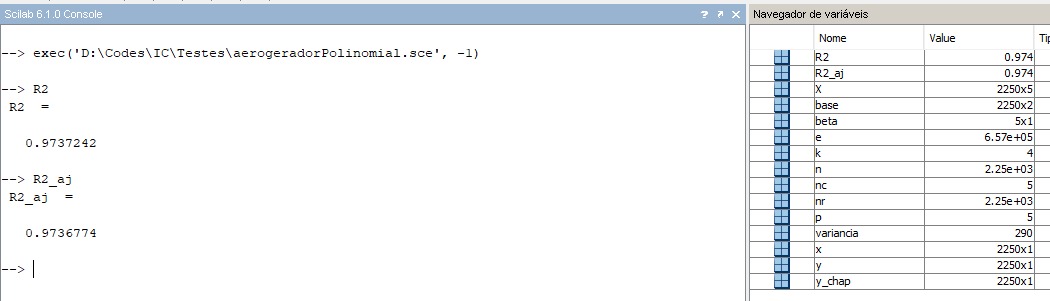 Scilab 6.1.0 Console
--> exec('D:\Codes\IC\Testes\aerogeradorPolinomial.sce', -1)
--> R2
R2  =
0.9737242
--> R2_aj
R2_aj  =
0.9736774
-->
Navegador de variáveis
Nome Value Tip
R2 0.974
R2_aj 0.974
X 2250x5
base 2250x2
beta 5x1
e 6.57e+05
k 4
n 2.25e+03
nc 5
nr 2.25e+03
p 5
variancia 290
x 2250x1
y 2250x1
y_chap 2250x1